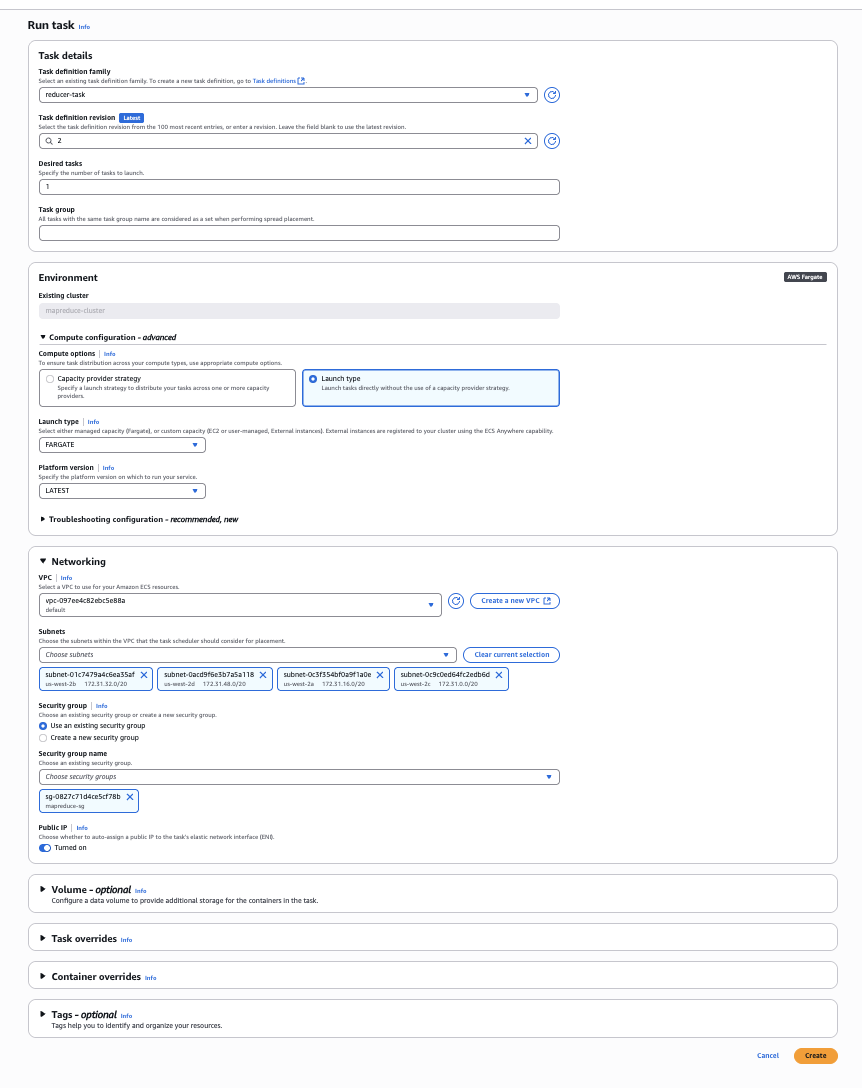 Run task Info
Task details
Task definition family
Select an existing task definition family. To create a new task definition, go to Task definitions.
reducer-task
Task definition revision Latest
Select the task definition revision from the 100 most recent entries, or enter a revision. Leave the field blank to use the latest revision.
2
Desired tasks
Specify the number of tasks to launch.
1
Task group
All tasks with the same task group name are considered as a set when performing spread placement.
Environment AWS Fargate
Existing cluster
mapreduce-cluster
Compute configuration - advanced
Compute options Info
To ensure task distribution across your compute types, use appropriate compute options.
Capacity provider strategy
Specify a launch strategy to distribute your tasks across one or more capacity
providers.
Launch type
Launch tasks directly without the use of a capacity provider strategy.
Launch type Info
Select either managed capacity (Fargate), or custom capacity (EC2 or user-managed, External instances). External instances are registered to your cluster using the ECS Anywhere capability.
FARGATE
Platform version Info
Specify the platform version on which to run your service.
LATEST
Troubleshooting configuration - recommended, new
Networking
VPC Info
Select a VPC to use for your Amazon ECS resources.
vpc-097ee4c82ebc5e88a
default
Create a new VPC
Subnets
Choose the subnets within the VPC that the task scheduler should consider for placement.
Choose subnets
Clear current selection
subnet-01c7479a4c6ea35af subnet-0acd9f6e3b7a5a118 subnet-0c3f354bf0a9f1a0e subnet-0c9c0ed64fc2edb6d
us-west-2b 172.31.32.0/20 us-west-2d 172.31.48.0/20 us-west-2a 172.31.16.0/20 us-west-2c 172.31.0.0/20
Security group Info
Choose an existing security group or create a new security group.
Use an existing security group
Create a new security group
Security group name
Choose an existing security group.
Choose security groups
sg-0827c71d4ce5cf78b
mapreduce-sg
Public IP Info
Choose whether to auto-assign a public IP to the task's elastic network interface (ENI).
Turned on
Volume - optional Info
Configure a data volume to provide additional storage for the containers in the task.
Task overrides Info
Container overrides Info
Tags - optional Info
Tags help you to identify and organize your resources.
Cancel Create